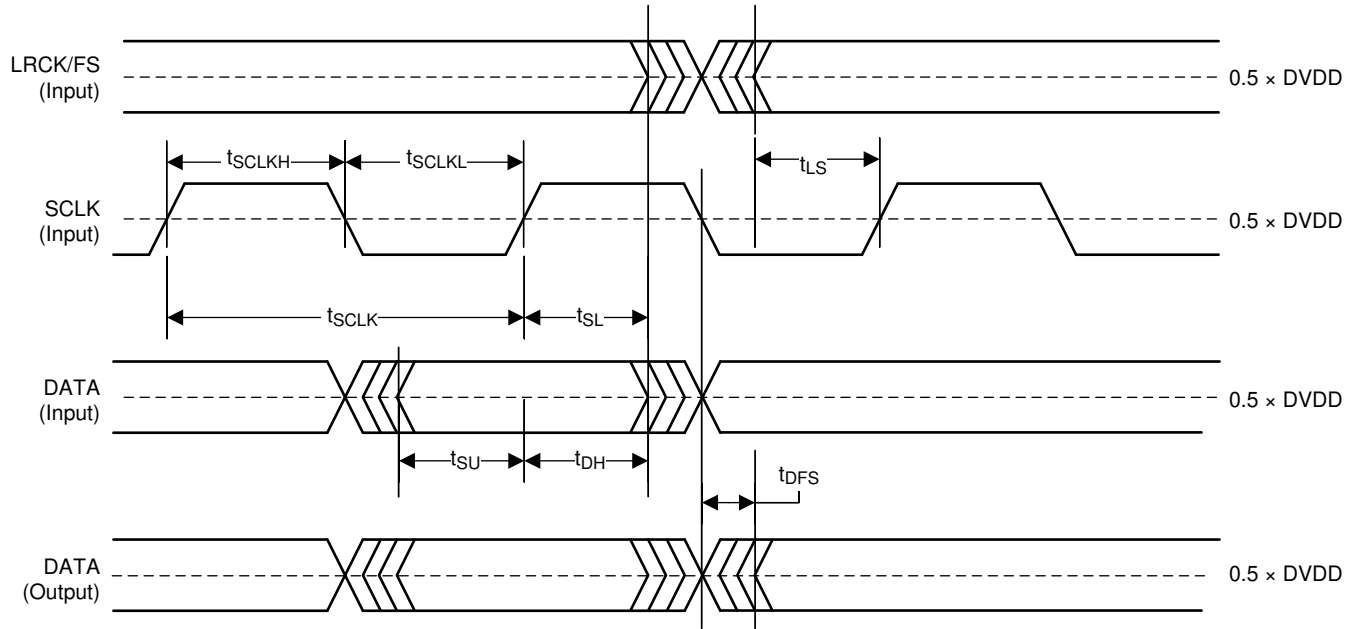 LRCK/FS
(Input)
0.5 × DVDD
tSCLKH
tSCLKL
tLS
SCLK
(Input)
0.5 × DVDD
tSCLK
tSL
DATA
(Input)
0.5 × DVDD
tSU
tDH
tDFS
DATA
(Output)
0.5 × DVDD